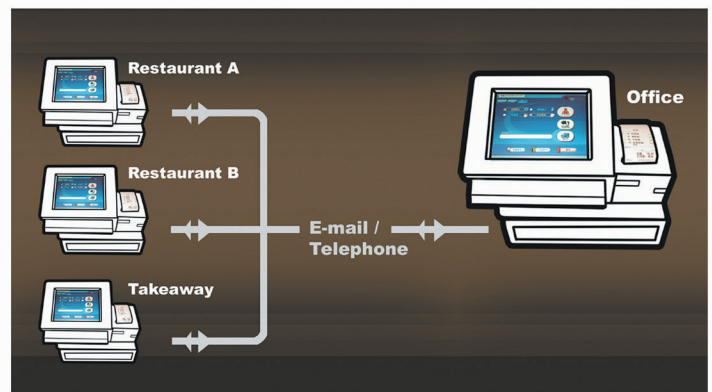 Restaurant A
Office
Restaurant B
E-mail /
Telephone
Takeaway